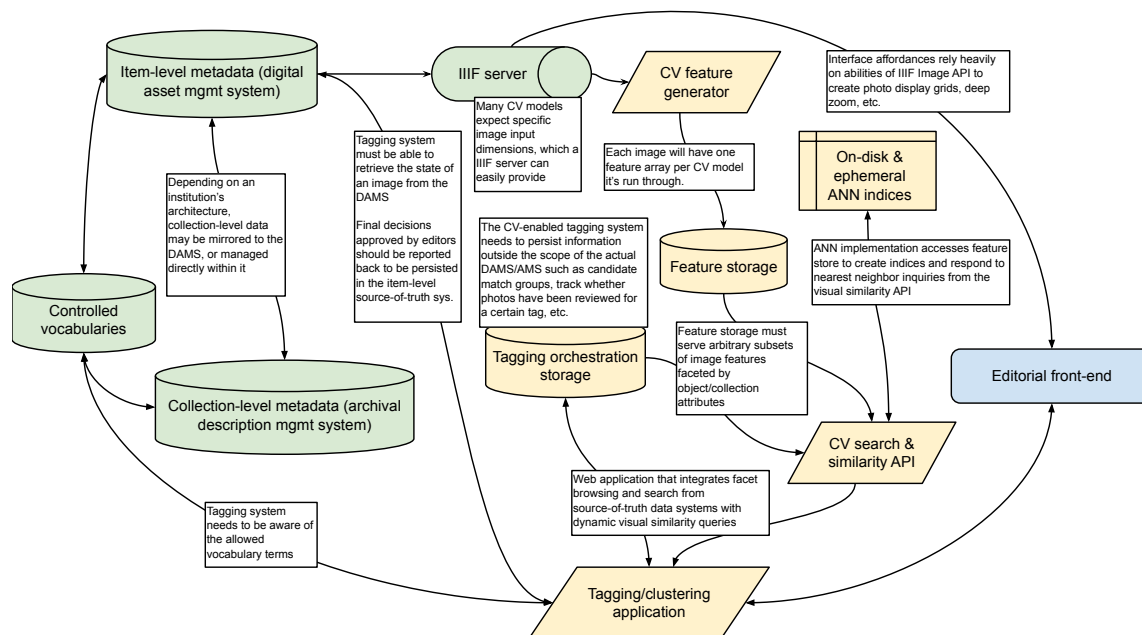 Item-level metadata (digital
asset mgmt system)
IIIF server
CV feature
generator
Interface affordances rely heavily
on abilities of IIIF Image API to
create photo display grids, deep
zoom, etc.
Many CV models
expect specific
image input
dimensions, which a
IIIF server can
easily provide
Tagging system
must be able to
retrieve the state of
an image from the
DAMS
Final decisions
approved by editors
should be reported
back to be persisted
in the item-level
source-of-truth sys.
Each image will have one
feature array per CV model
it's run through.
On-disk &
ephemeral
ANN indices
Depending on an
institution's
architecture,
collection-level data
may be mirrored to the
DAMS, or managed
directly within it
The CV-enabled tagging system
needs to persist information
outside the scope of the actual
DAMS/AMS such as candidate
match groups, track whether
photos have been reviewed for
a certain tag, etc.
Feature storage
ANN implementation accesses feature
store to create indices and respond to
nearest neighbor inquiries from the
visual similarity API
Controlled
vocabularies
Tagging orchestration
storage
Feature storage must
serve arbitrary subsets
of image features
faceted by
object/collection
attributes
Editorial front-end
Collection-level metadata (archival
description mgmt system)
CV search &
similarity API
Web application that integrates facet
browsing and search from
source-of-truth data systems with
dynamic visual similarity queries
Tagging system
needs to be aware of
the allowed
vocabulary terms
Tagging/clustering
application